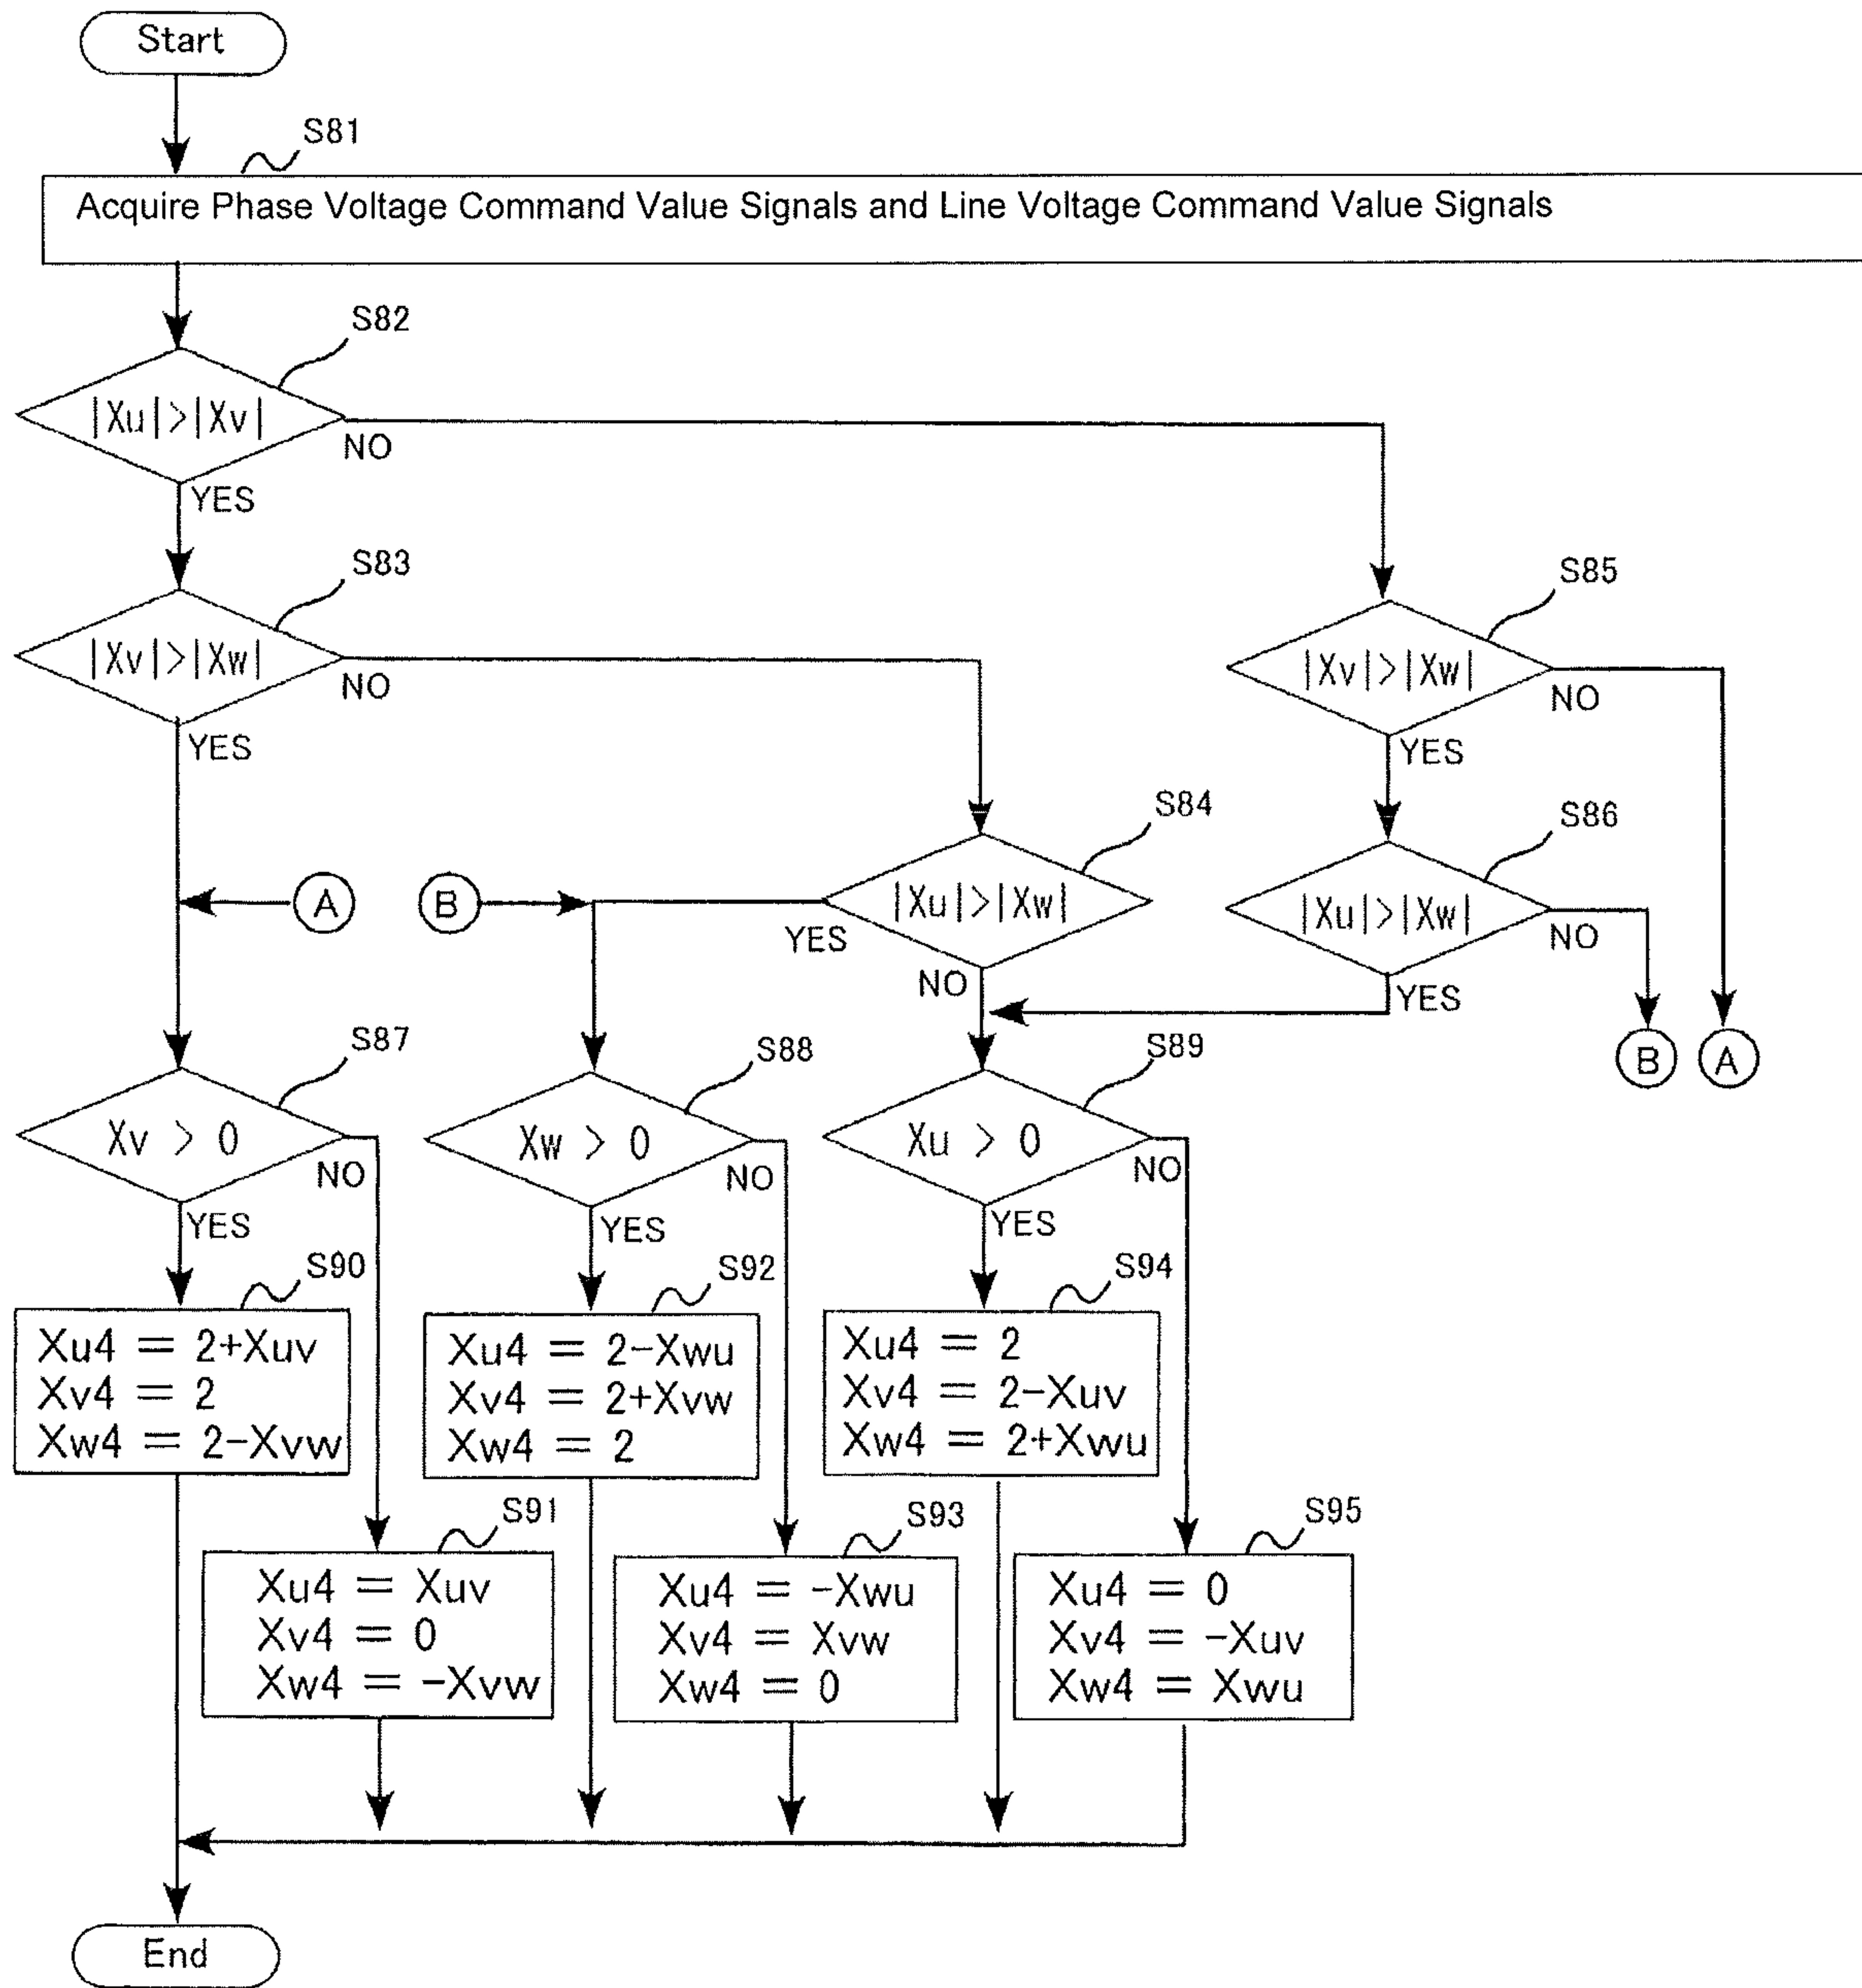 Start
S81
Acquire Phase Voltage Command Value Signals and Line Voltage Command Value Signals
S82
|Xu|>|Xv|
NO
YES
S83
|Xv|>|Xw|
NO
YES
S85
|Xv|>|Xw|
NO
YES
S84
|Xu|>|Xw|
YES
NO
S86
|Xu|>|Xw|
NO
YES
A
B
B
A
S87
Xv > 0
NO
YES
S88
Xw > 0
NO
YES
S89
Xu > 0
NO
YES
S90
Xu4 = 2+Xuv
Xv4 = 2
Xw4 = 2-Xvw
S92
Xu4 = 2-Xwu
Xv4 = 2+Xvw
Xw4 = 2
S94
Xu4 = 2
Xv4 = 2-Xuv
Xw4 = 2+Xwu
S91
Xu4 = Xuv
Xv4 = 0
Xw4 = -Xvw
S93
Xu4 = -Xwu
Xv4 = Xvw
Xw4 = 0
S95
Xu4 = 0
Xv4 = -Xuv
Xw4 = Xwu
End